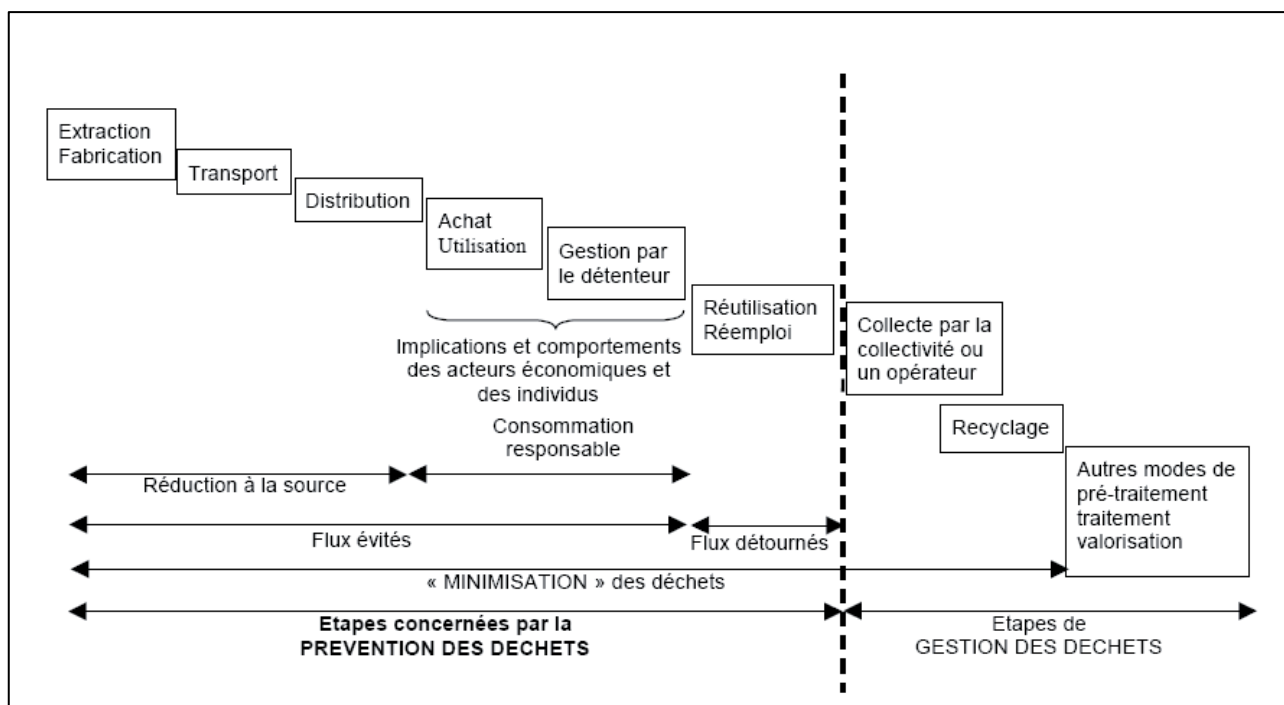 Extraction
Fabrication
Transport
Distribution
Achat
Utilisation
Gestion par
le détenteur
Réutilisation
Réemploi
Collecte par la
collectivité ou
un opérateur
Recyclage
Autres modes de
pré-traitement
traitement
valorisation
Implications et comportements
des acteurs économiques et
des individus
Consommation
responsable
Réduction à la source
Flux évités
Flux détournés
« MINIMISATION » des déchets
Etapes concernées par la
PREVENTION DES DECHETS
Etapes de
GESTION DES DECHETS